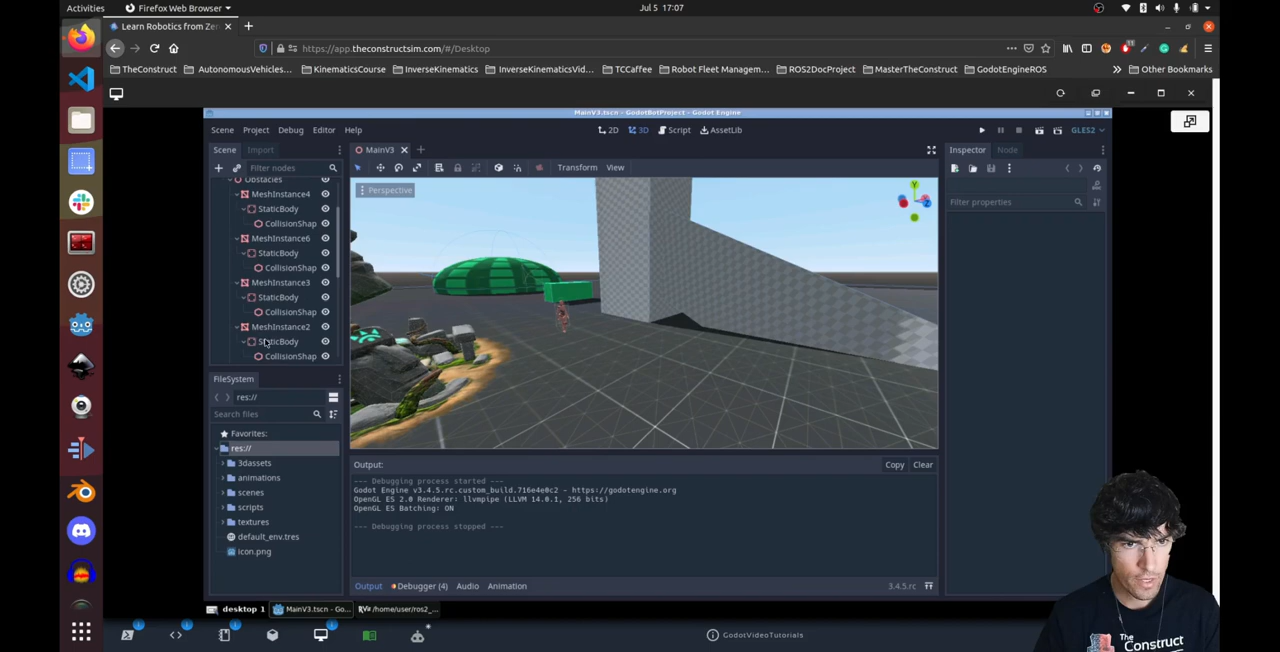 Activities
Firefox Web Browser
Jul 5 17:07
Learn Robotics from Zer
https://app.theconstructsim.com/#/Desktop
11
TheConstruct
AutonomousVehicles...
KinematicsCourse
InverseKinematics
InverseKinematicsVid...
TCCaffee
Robot Fleet Managem...
ROS2DocProject
MasterTheConstruct
GodotEngineROS
Other Bookmarks
MainV3.tscn - GodotBotProject - Godot Engine
Scene Project Debug Editor Help
2D 3D Script AssetLib
GLES2
Scene Import
MainV3
Inspector Node
Filter nodes
Transform View
Obstacles
Perspective
Y
Z
MeshInstance4
Filter properties
StaticBody
CollisionShap
MeshInstance6
StaticBody
CollisionShap
MeshInstance3
StaticBody
CollisionShap
MeshInstance2
StaticBody
CollisionShap
FileSystem
res://
Search files
Favorites:
res://
3dassets
animations
scenes
scripts
textures
default_env.tres
icon.png
Output:
Copy Clear
--- Debugging process started ---
Godot Engine v3.4.5.rc.custom_build.716e4e0c2 - https://godotengine.org
OpenGL ES 2.0 Renderer: llvmpipe (LLVM 14.0.1, 256 bits)
OpenGL ES Batching: ON
--- Debugging process stopped ---
Output Debugger (4) Audio Animation
3.4.5.rc
desktop 1
MainV3.tscn - Go...
/home/user/ros2_...
GodotVideoTutorials
The
Construct